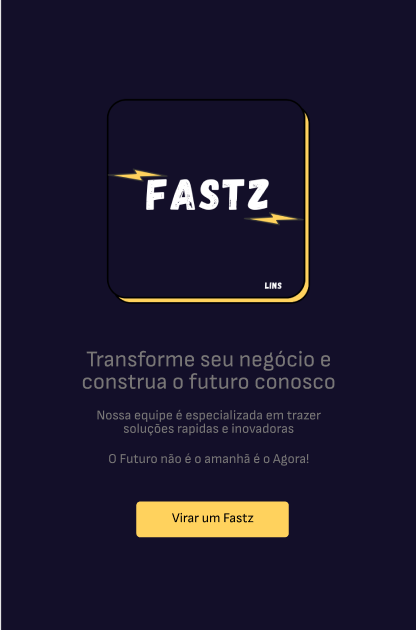 FASTZ
LINS
Transforme seu negócio e
construa o futuro conosco
Nossa equipe é especializada em trazer
soluções rapidas e inovadoras
O Futuro não é o amanhã é o Agora!
Virar um Fastz